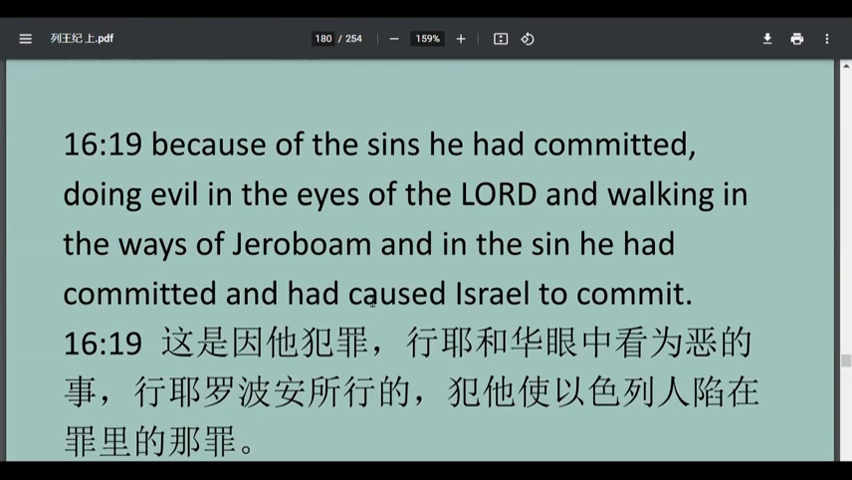 列王纪 上.pdf
180 / 254
159%
16:19 because of the sins he had committed,
doing evil in the eyes of the LORD and walking in
the ways of Jeroboam and in the sin he had
committed and had caused Israel to commit.
16:19 这是因他犯罪，行耶和华眼中看为恶的
事，行耶罗波安所行的，犯他使以色列人陷在
罪里的那罪。